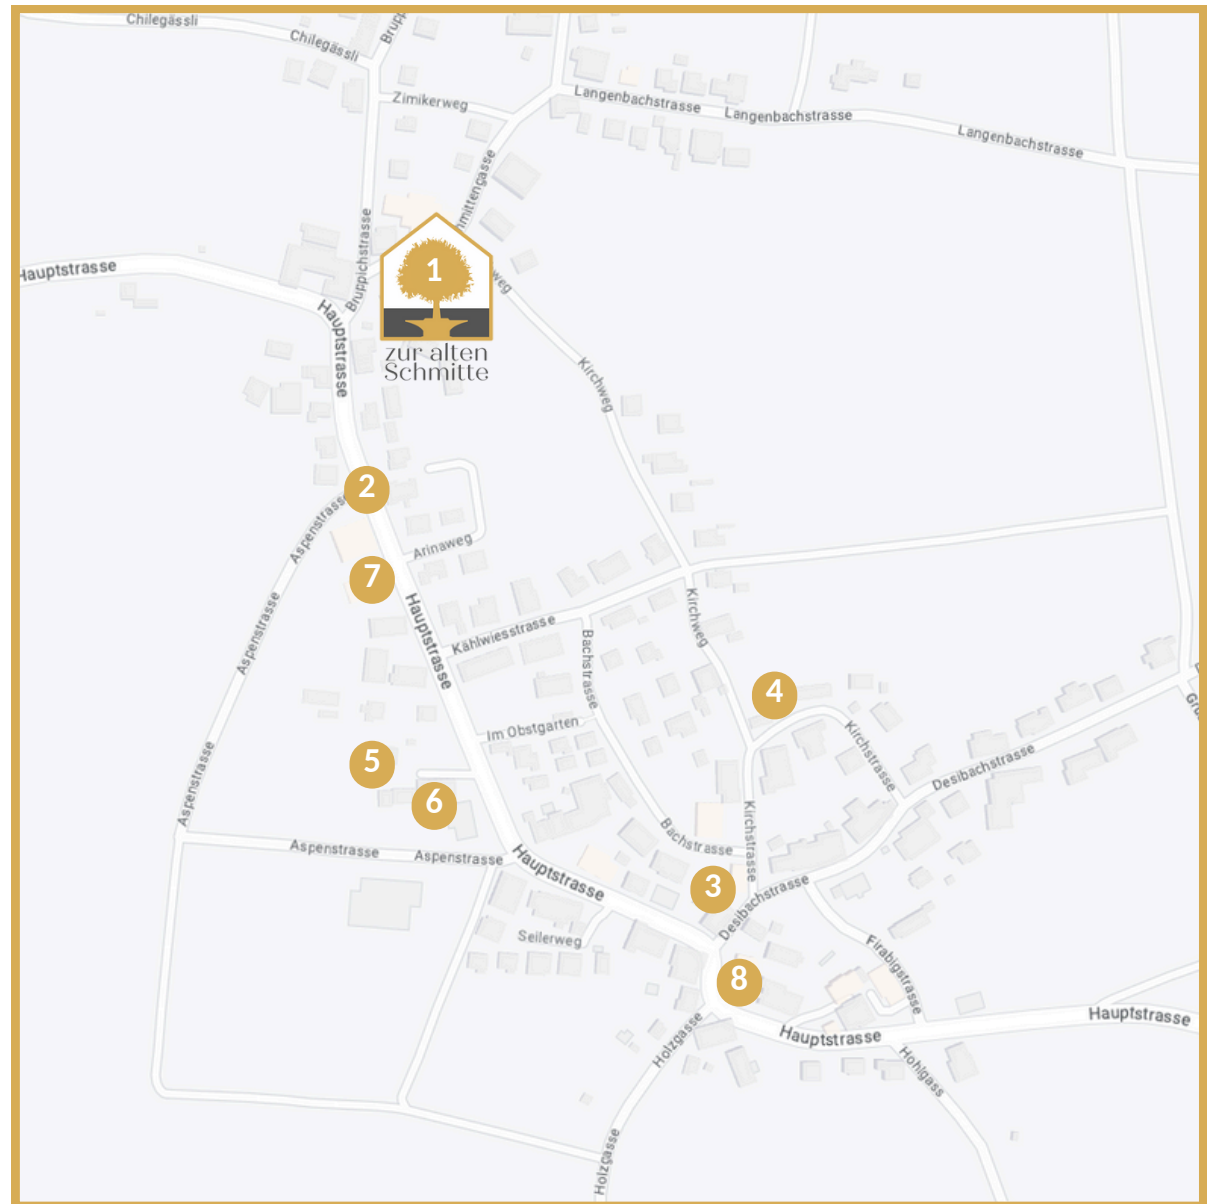 Chilegässli
Chilegässli
Zimikerweg
Langenbachstrasse
Langenbachstrasse
Langenbachstrasse
Bruppichstrasse
Hauptstrasse
Hauptstrasse
1
zur alten
Schmitte
Kirchweg
2
Aspenstrasse
Arinaweg
7
Hauptstrasse
Kählwiesstrasse
Kirchweg
Bachstrasse
Aspenstrasse
4
Im Obstgarten
Kirchstrasse
5
Desibachstrasse
Aspenstrasse
6
Kirchstrasse
Bachstrasse
Aspenstrasse
Aspenstrasse
Hauptstrasse
3
Desibachstrasse
Seilerweg
Firabigstrasse
8
Hauptstrasse
Hauptstrasse
Holzgasse
Hohlgass
Holzgasse